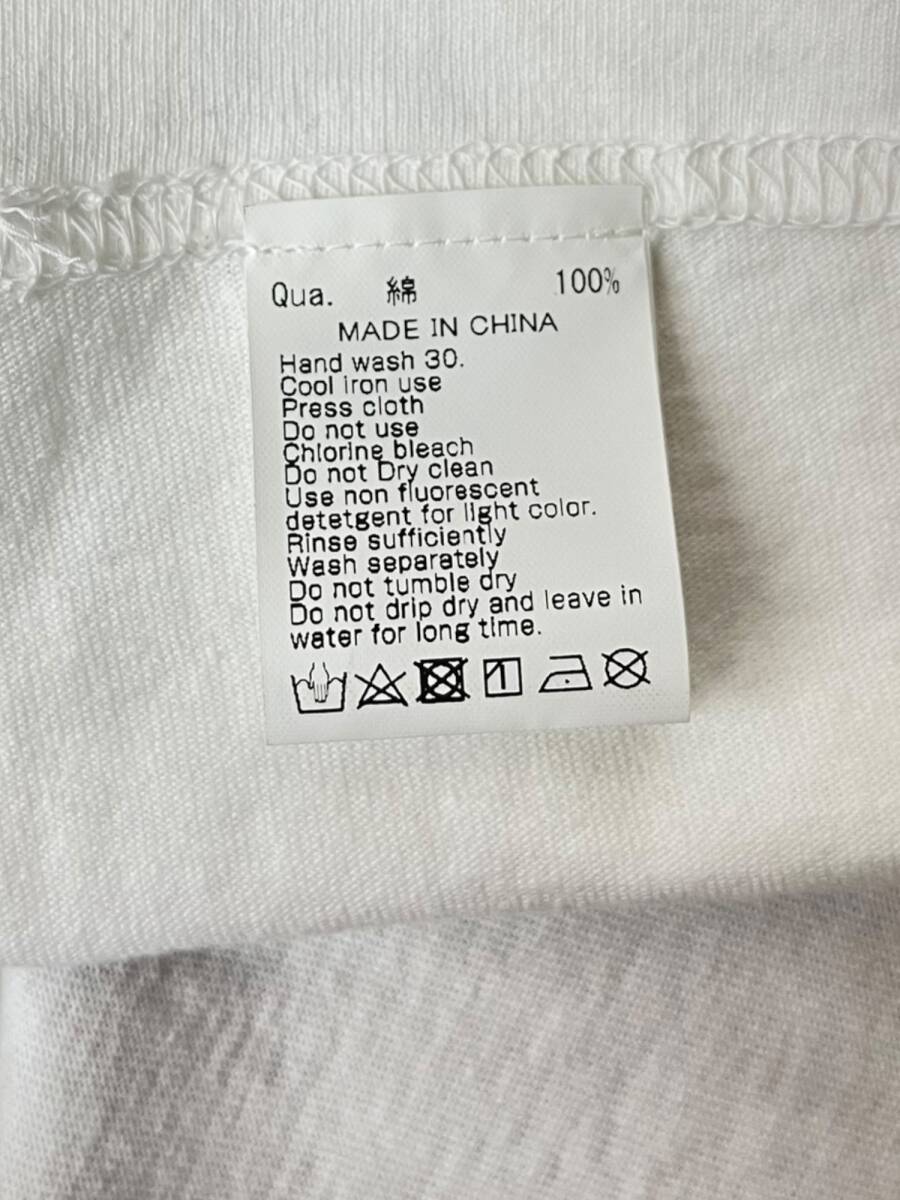 Qua. 綿 100%
MADE IN CHINA
Hand wash 30.
Cool iron use
Press cloth
Do not use
Chlorine bleach
Do not Dry clean
Use non fluorescent
detetgent for light color.
Rinse sufficiently
Wash separately
Do not tumble dry
Do not drip dry and leave in
water for long time.